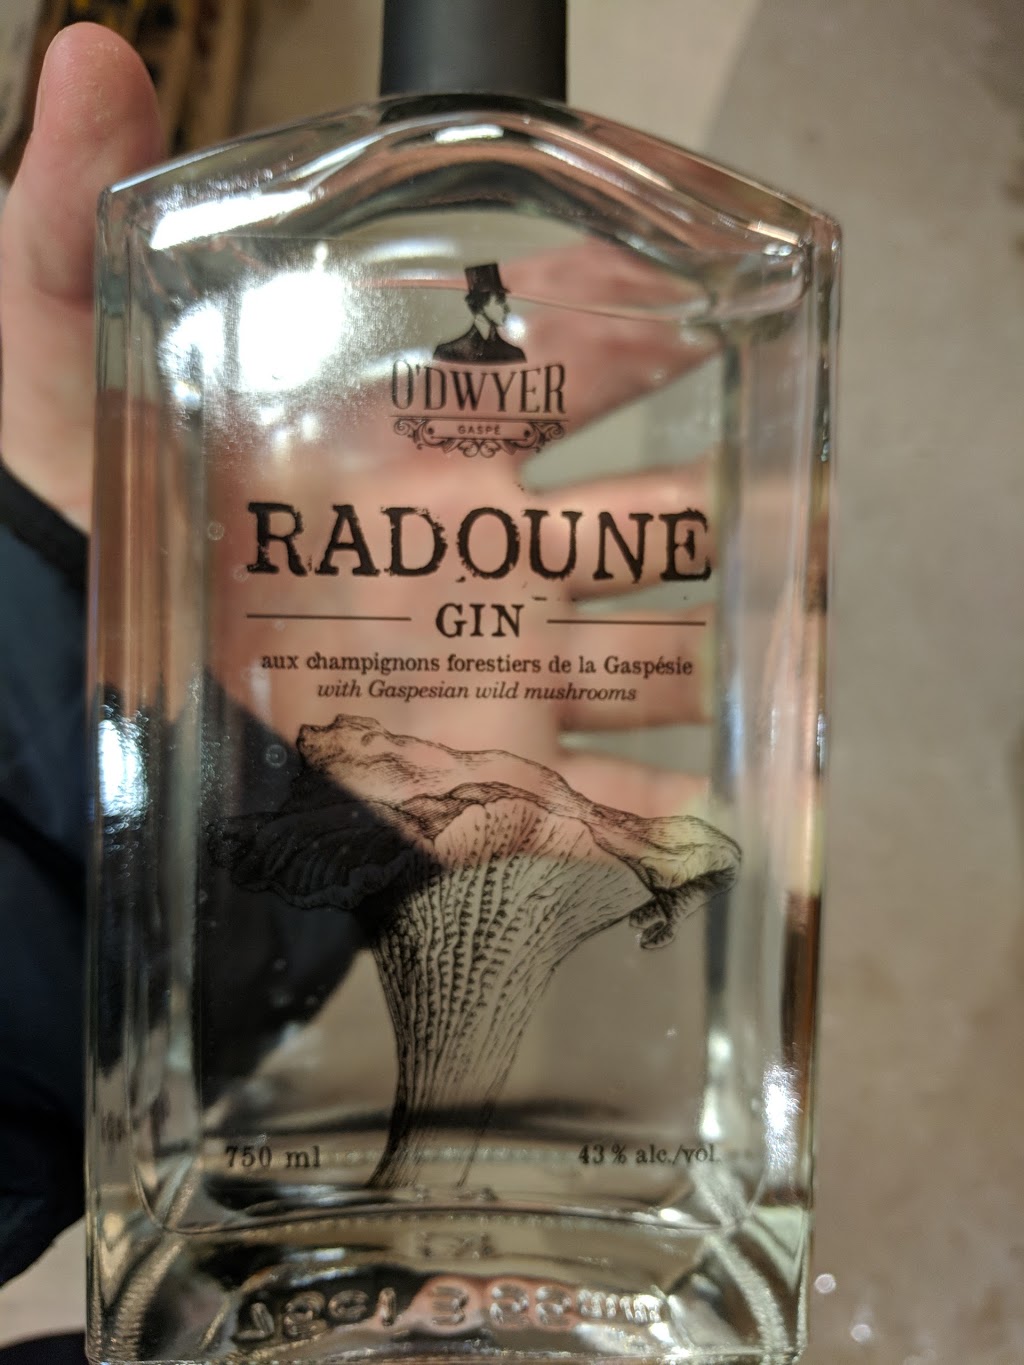 O'DWYER
GASPÉ
RADOUNE
GIN
aux champignons forestiers de la Gaspésie
with Gaspesian wild mushrooms
750 ml
43 % alc./vol.